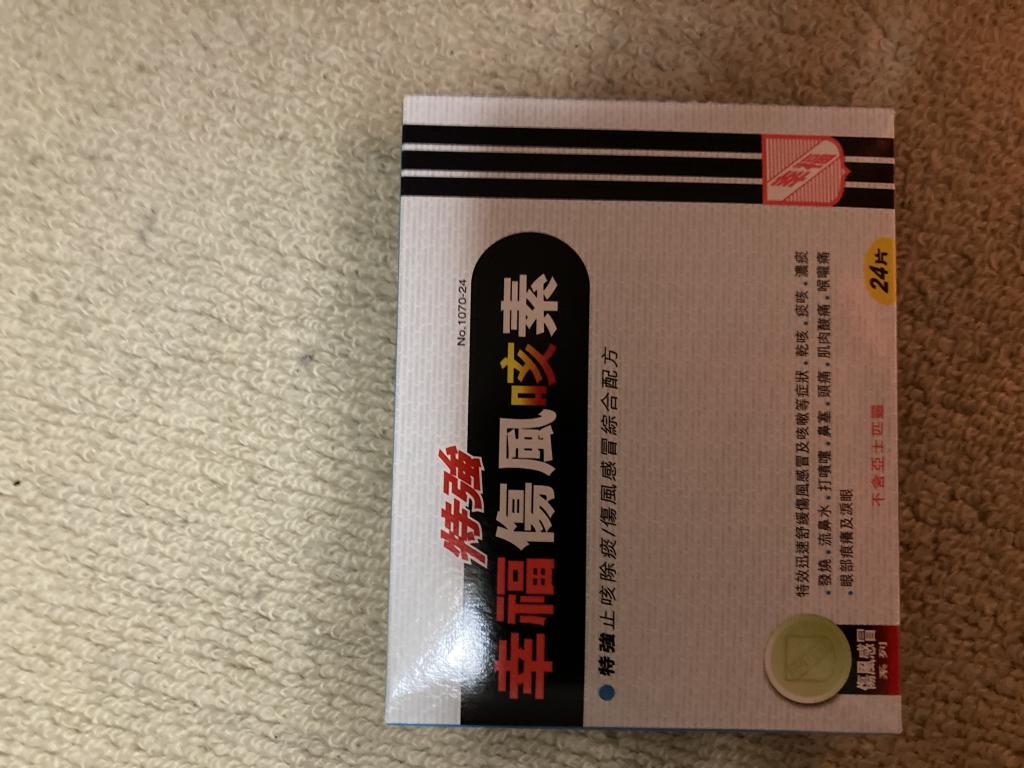 幸福
No.1070-24
特強
幸福傷風咳素
特強止咳除痰/傷風感冒綜合配方
特效迅速舒緩傷風感冒及咳嗽等症狀,乾咳,痰咳,濃痰
,發燒,流鼻水,打噴嚏,鼻塞,頭痛,肌肉酸痛,喉嚨痛
,眼部痕癢及淚眼
24片
不含亞士匹靈
傷風感冒
系列